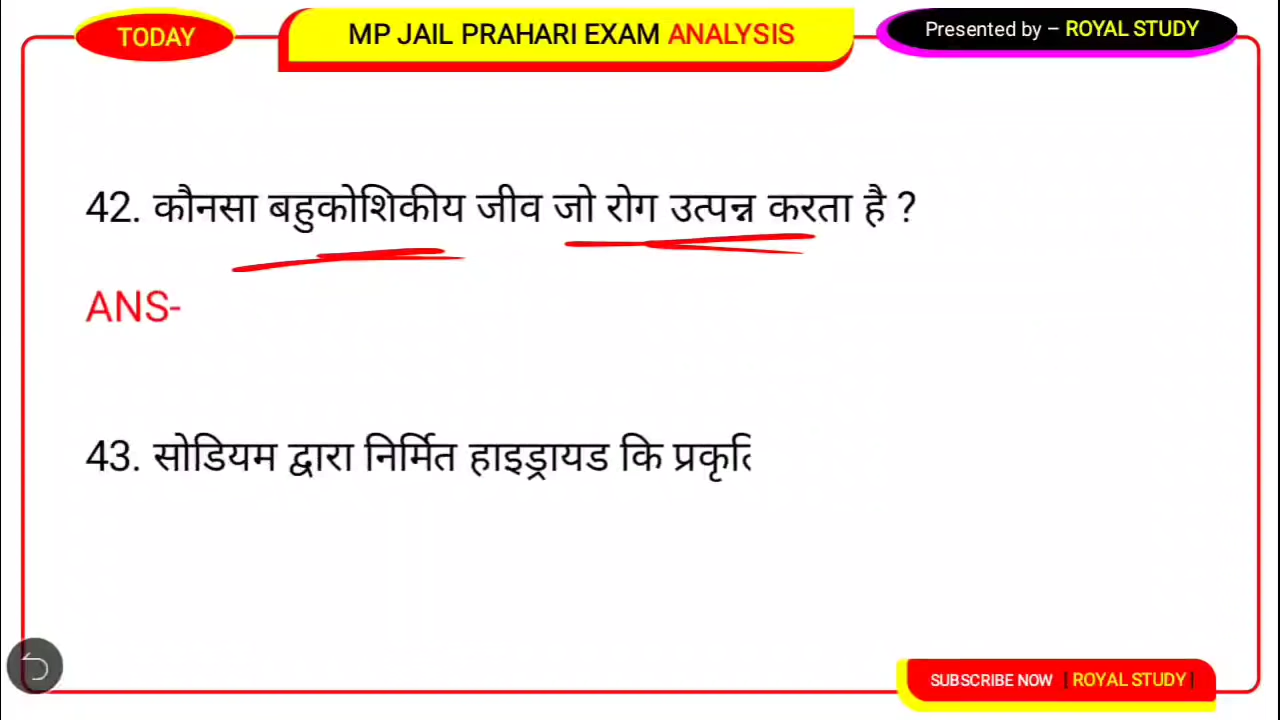 TODAY
MP JAIL PRAHARI EXAM ANALYSIS
Presented by – ROYAL STUDY
42. कौनसा बहुकोशिकीय जीव जो रोग उत्पन्न करता है ?
ANS-
43. सोडियम द्वारा निर्मित हाइड्रायड कि
SUBSCRIBE NOW | ROYAL STUDY |